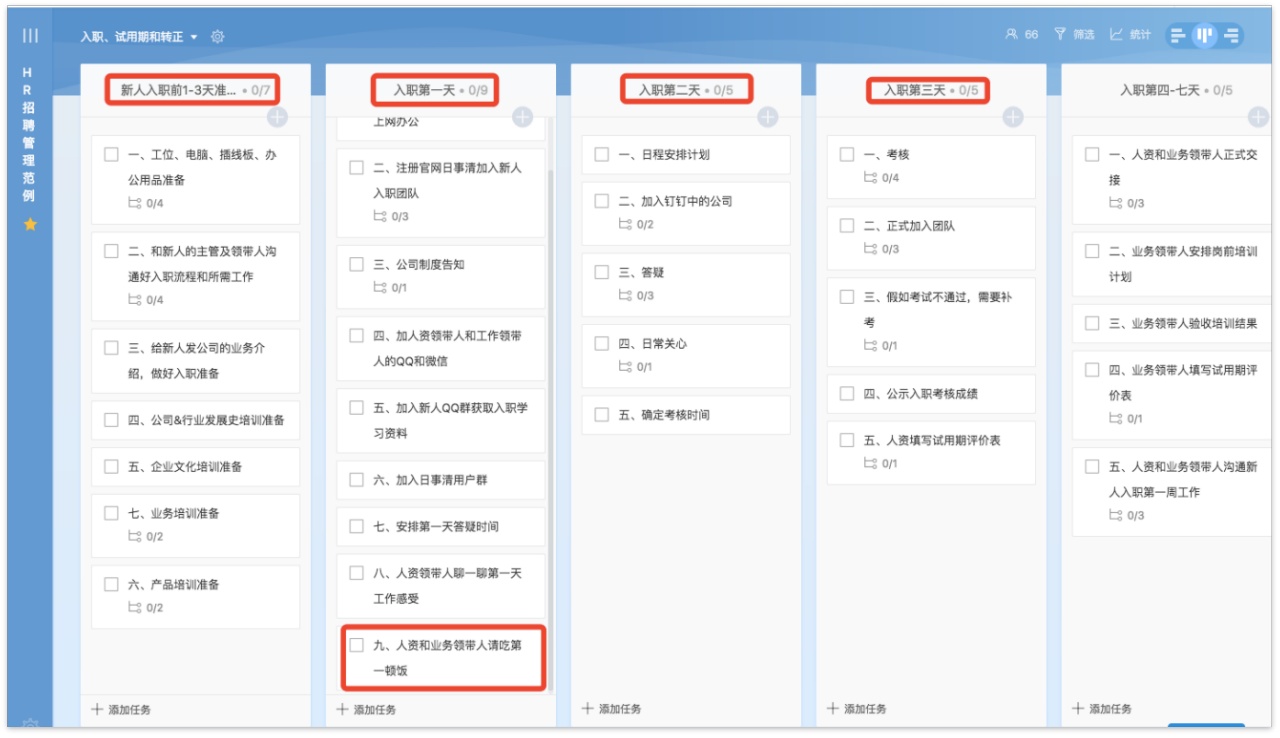 入职、试用期和转正
66
筛选
统计
HR招聘管理范例
新人入职前1-3天准... • 0/7
一、工位、电脑、插线板、办
公用品准备
0/4
二、和新人的主管及领带人沟
通好入职流程和所需工作
0/4
三、给新人发公司的业务介
绍，做好入职准备
四、公司&行业发展史培训准备
五、企业文化培训准备
七、业务培训准备
0/2
六、产品培训准备
0/2
添加任务
入职第一天 • 0/9
上网办公
二、注册官网日事清加入新人
入职团队
0/3
三、公司制度告知
0/1
四、加人资领带人和工作领带
人的QQ和微信
五、加入新人QQ群获取入职学
习资料
六、加入日事清用户群
七、安排第一天答疑时间
八、人资领带人聊一聊第一天
工作感受
九、人资和业务领带人请吃第
一顿饭
添加任务
入职第二天 • 0/5
一、日程安排计划
二、加入钉钉中的公司
0/2
三、答疑
0/3
四、日常关心
0/1
五、确定考核时间
添加任务
入职第三天 • 0/5
一、考核
0/4
二、正式加入团队
0/3
三、假如考试不通过，需要补
考
0/1
四、公示入职考核成绩
五、人资填写试用期评价表
0/1
添加任务
入职第四-七天 • 0/5
一、人资和业务领带人正式交
接
0/3
二、业务领带人安排岗前培训
计划
三、业务领带人验收培训结果
四、业务领带人填写试用期评
价表
0/1
五、人资和业务领带人沟通新
人入职第一周工作
0/3
添加任务